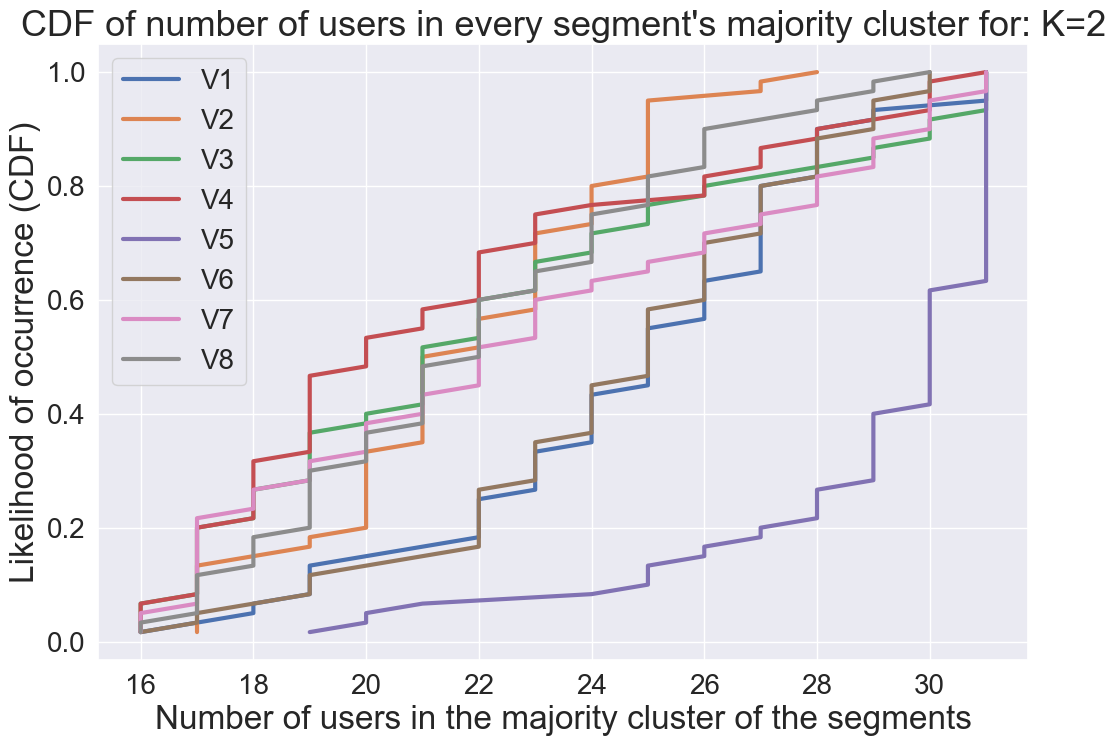 CDF of number of users in every segment's majority cluster for: K=2
Likelihood of occurrence (CDF)
1.0
0.8
0.6
0.4
0.2
0.0
V1
V2
V3
V4
V5
V6
V7
V8
16 18 20 22 24 26 28 30
Number of users in the majority cluster of the segments